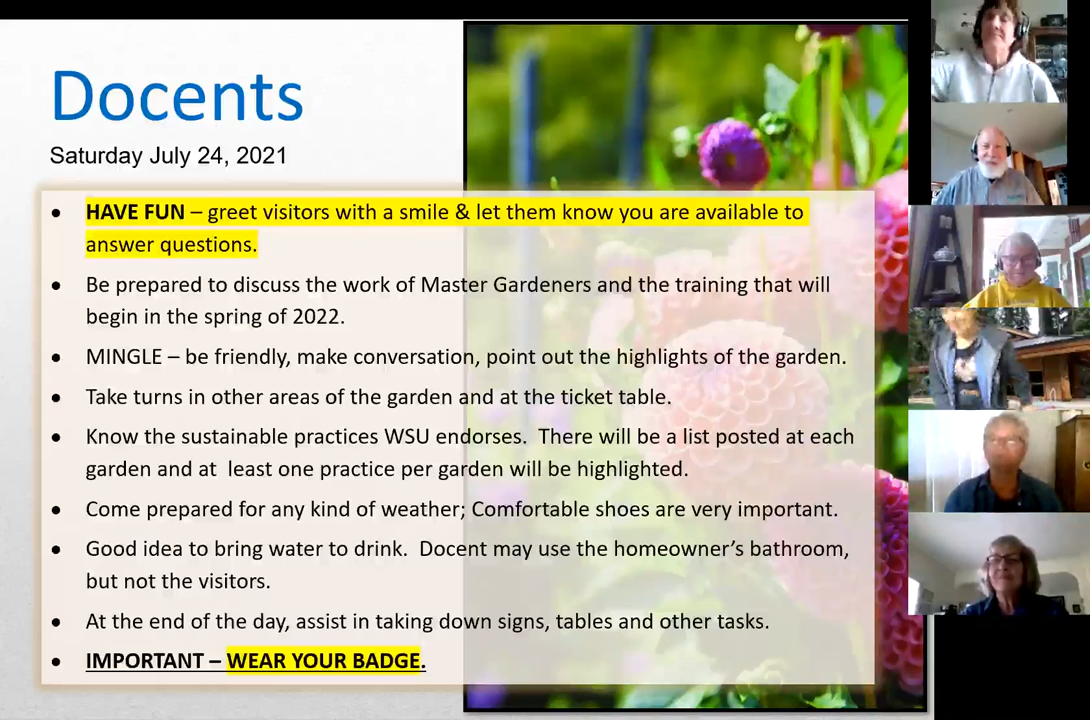 Docents
Saturday July 24, 2021
• HAVE FUN – greet visitors with a smile & let them know you are available to
answer questions.
• Be prepared to discuss the work of Master Gardeners and the training that will
begin in the spring of 2022.
• MINGLE – be friendly, make conversation, point out the highlights of the garden.
• Take turns in other areas of the garden and at the ticket table.
• Know the sustainable practices WSU endorses.  There will be a list posted at each
garden and at  least one practice per garden will be highlighted.
• Come prepared for any kind of weather; Comfortable shoes are very important.
• Good idea to bring water to drink.  Docent may use the homeowner’s bathroom,
but not the visitors.
• At the end of the day, assist in taking down signs, tables and other tasks.
• IMPORTANT – WEAR YOUR BADGE.